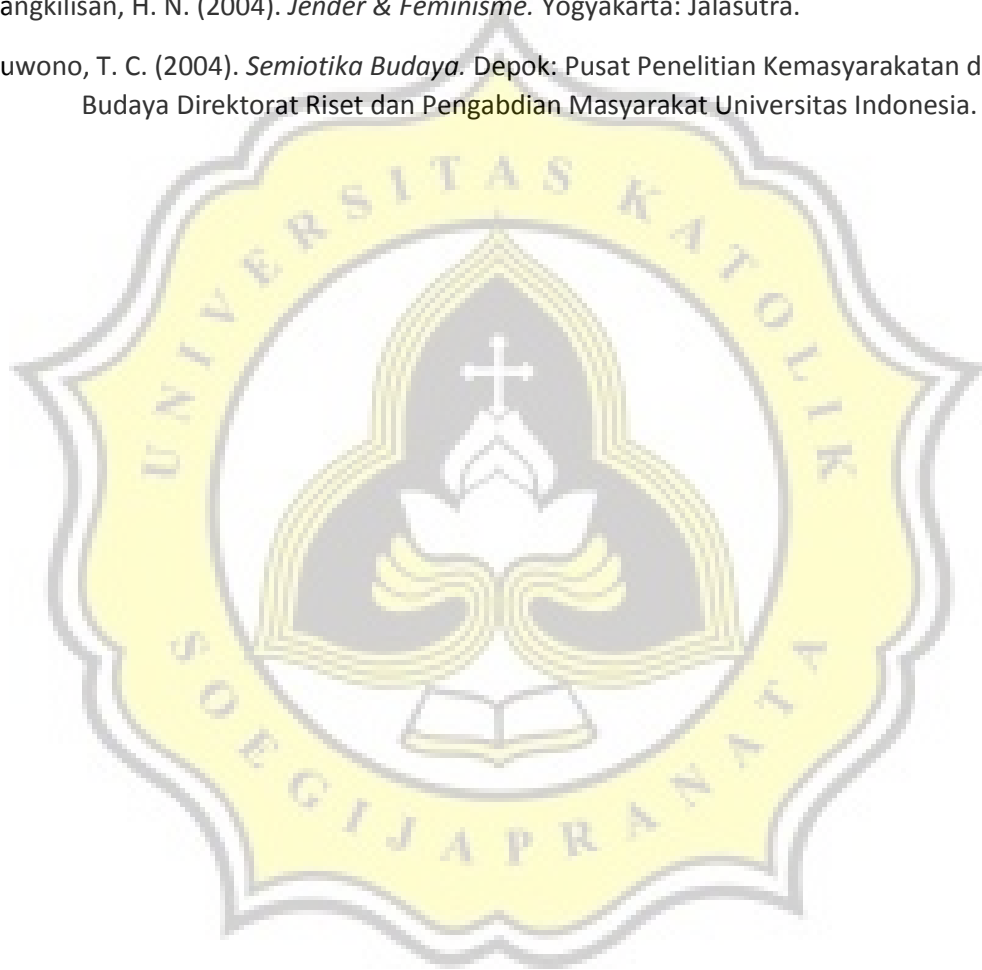 angkilisan, H. N. (2004). Jender & Feminisme. Yogyakarta: Jalasutra.
uwono, T. C. (2004). Semiotika Budaya. Depok: Pusat Penelitian Kemasyarakatan d
Budaya Direktorat Riset dan Pengabdian Masyarakat Universitas Indonesia.
UNIVERSITAS KATOLIK
SOEGIJAPRANATA